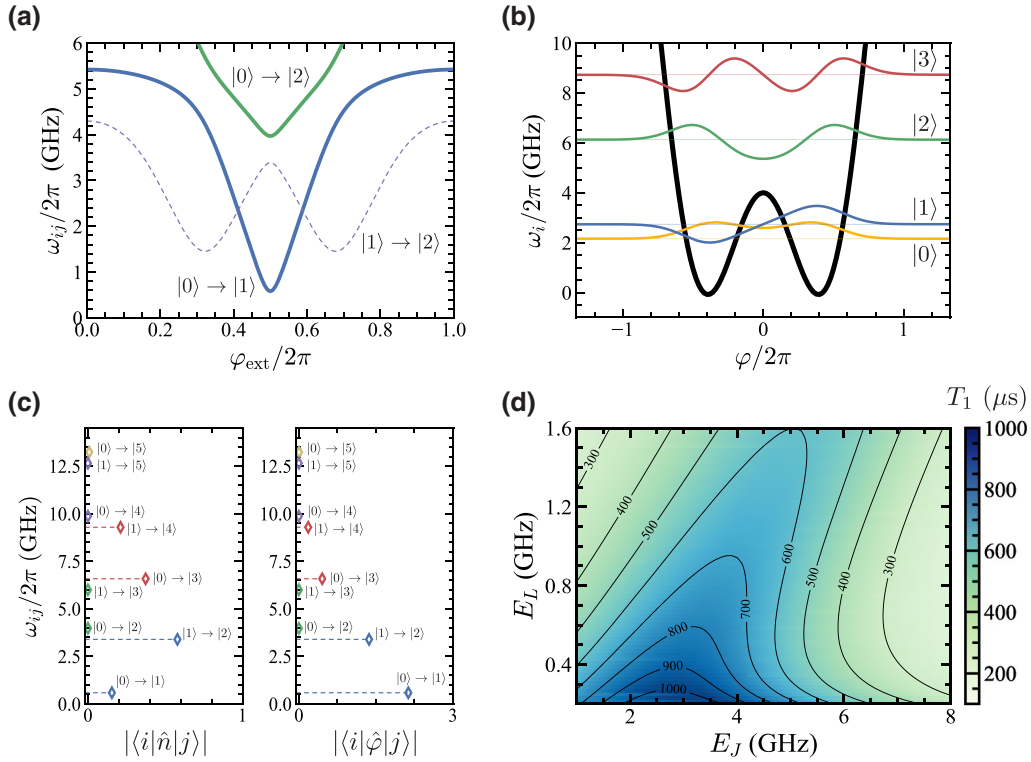 (a)
6
5
4
3
2
1
0
0.0 0.2 0.4 0.6 0.8 1.0
ω_ij/2π (GHz)
φ_ext/2π
|0⟩ → |2⟩
|1⟩ → |2⟩
|0⟩ → |1⟩
(b)
10
8
6
4
2
0
−1 0 1
ω_i/2π (GHz)
φ/2π
|3⟩
|2⟩
|1⟩
|0⟩
(c)
12.5
10.0
7.5
5.0
2.5
0.0
ω_ij/2π (GHz)
|0⟩ → |5⟩
|1⟩ → |5⟩
|0⟩ → |4⟩
|1⟩ → |4⟩
|0⟩ → |3⟩
|1⟩ → |3⟩
|0⟩ → |2⟩
|1⟩ → |2⟩
|0⟩ → |1⟩
0 1
|⟨i|n̂|j⟩|
|0⟩ → |5⟩
|1⟩ → |5⟩
|0⟩ → |4⟩
|1⟩ → |4⟩
|0⟩ → |3⟩
|1⟩ → |3⟩
|0⟩ → |2⟩
|1⟩ → |2⟩
|0⟩ → |1⟩
0 3
|⟨i|φ̂|j⟩|
(d)
T_1 (μs)
1.6
1.2
0.8
0.4
E_L (GHz)
2 4 6 8
E_J (GHz)
300
400
500
600
500
400
300
700
800
900
1000
1000
800
600
400
200